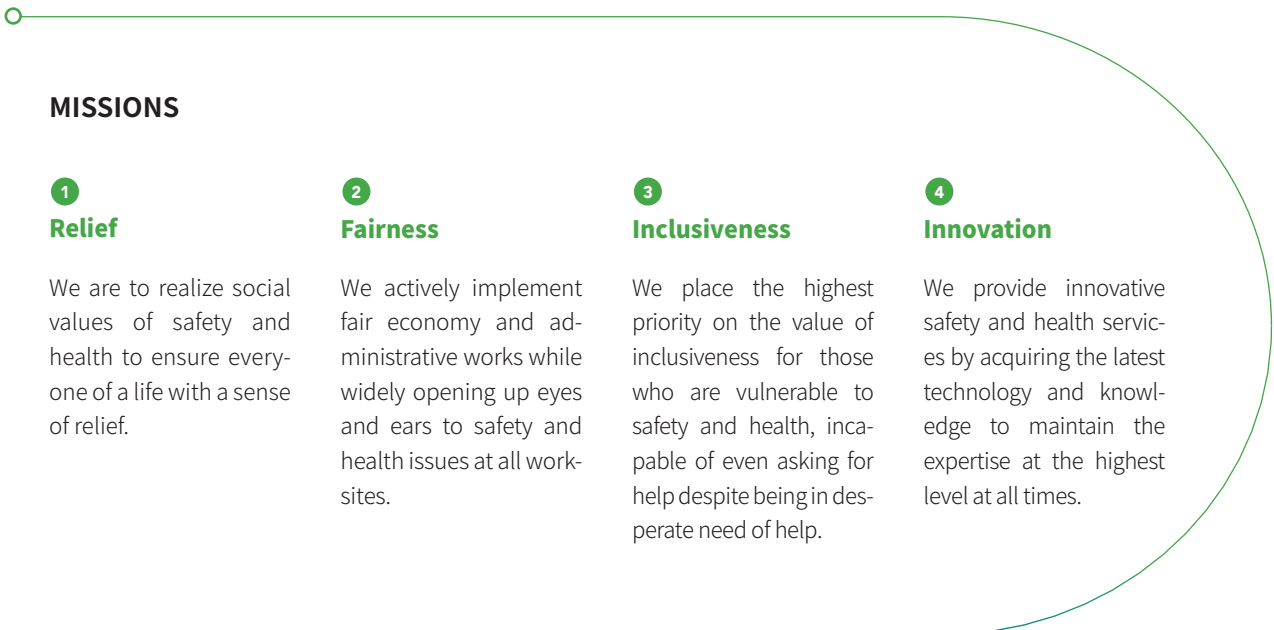 MISSIONS
1
Relief
We are to realize social
values of safety and
health to ensure every-
one of a life with a sense
of relief.
2
Fairness
We actively implement
fair economy and ad-
ministrative works while
widely opening up eyes
and ears to safety and
health issues at all work-
sites.
3
Inclusiveness
We place the highest
priority on the value of
inclusiveness for those
who are vulnerable to
safety and health, inca-
pable of even asking for
help despite being in des-
perate need of help.
4
Innovation
We provide innovative
safety and health servic-
es by acquiring the latest
technology and knowl-
edge to maintain the
expertise at the highest
level at all times.